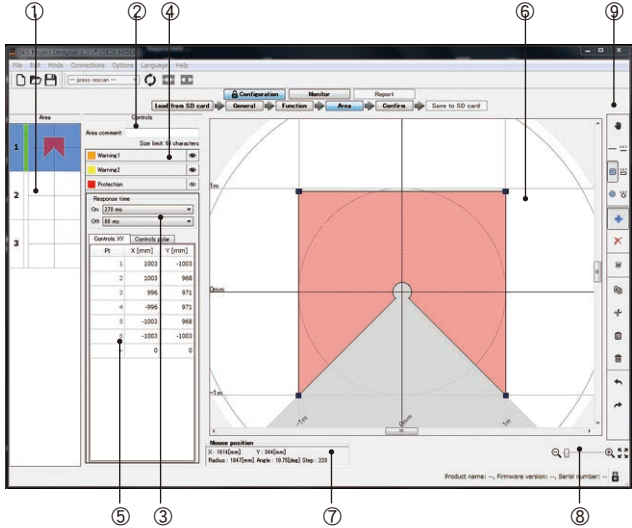 ① ② ④ ⑥ ⑨
File Edit Mode Connections Options Language Help
-- press rescan --
Configuration Monitor Report
Load from SD card General Function Area Confirm Save to SD card
Area
1
2
3
Controls
Area comment
Size limit
characters
Warning1
Warning2
Protection
Response time
On: 270 ms
Off: 60 ms
Controls XY Controls polar
Pt X [mm] Y [mm]
1 1003 -1003
2 1003 968
3 996 971
4 -996 971
5 -1003 968
6 -1003 -1003
- 0 0
1m
0mm
-1m
-1m 0mm 1m
Mouse position
X : 1014[mm] Y : 344[mm]
Radius : 1047[mm] Angle : 10.75[deg] Step : 220
Product name: --, Firmware version: --, Serial number: --
⑤ ③ ⑦ ⑧